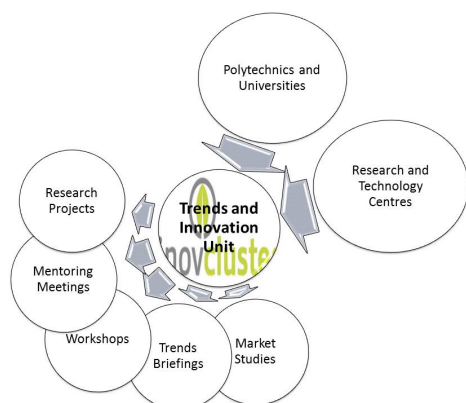 Polytechnics and
Universities
Research and
Technology
Centres
Trends and
Innovation
Unit
inovcluster
Research
Projects
Mentoring
Meetings
Workshops
Trends
Briefings
Market
Studies